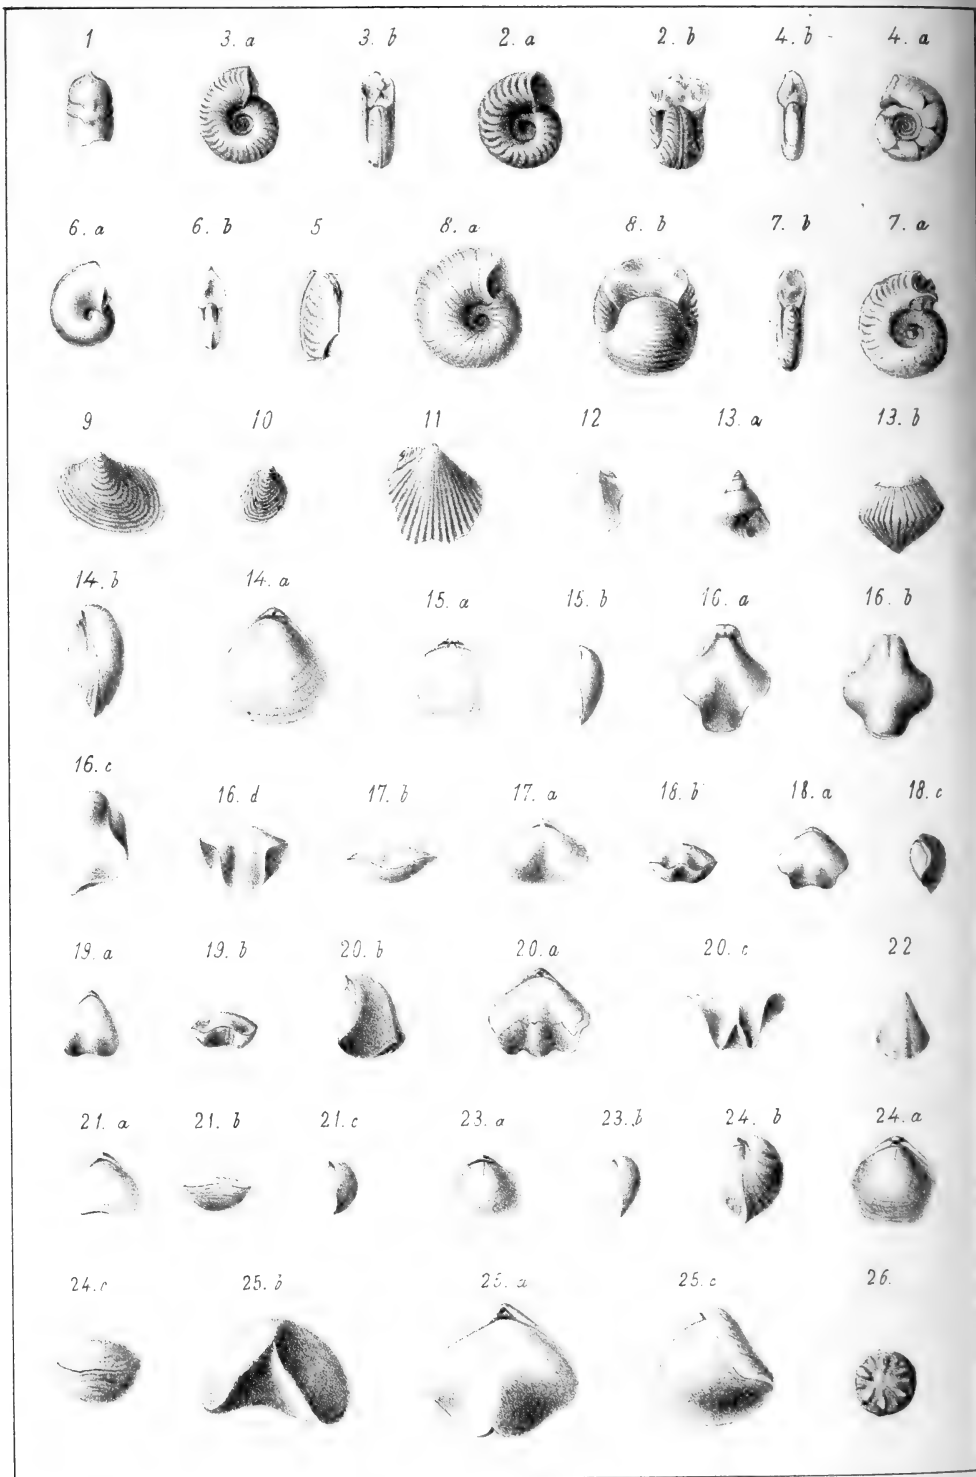 1 3. a 3. b 2. a 2. b 4. b 4. a
6. a 6. b 5 8. a 8. b 7. b 7. a
9 10 11 12 13. a 13. b
14. b 14. a 15. a 15. b 16. a 16. b
16. c 16. d 17. b 17. a 18. b 18. a 18. c
19. a 19. b 20. b 20. a 20. c 22
21. a 21. b 21. c 23. a 23. b 24. b 24. a
24. c 25. b 25. a 25. c 26.